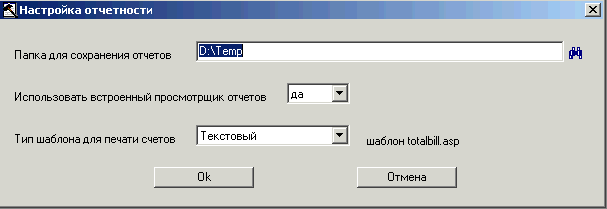 Настройка отчетности
Папка для сохранения отчетов D:\Temp
Использовать встроенный просмотрщик отчетов да
Тип шаблона для печати счетов Текстовый шаблон totalbill.asp
Ok Отмена